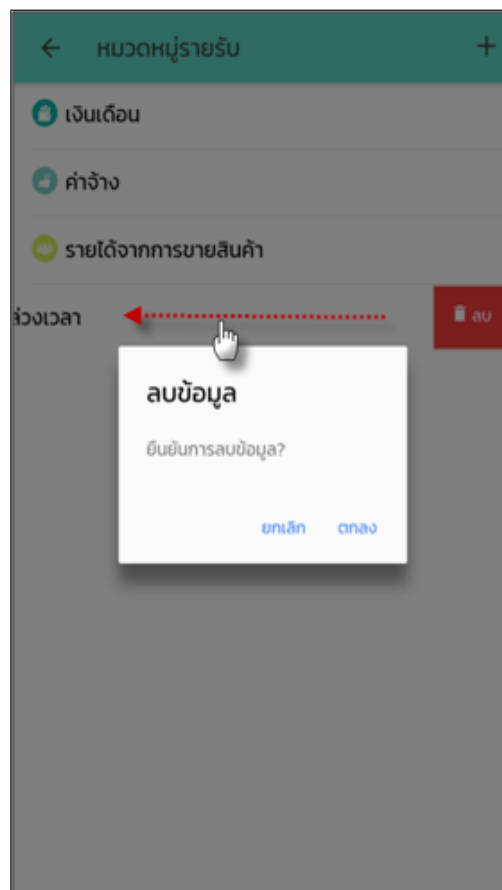 หมวดหมู่รายรับ
เงินเดือน
ค่าจ้าง
รายได้จากการขายสินค้า
ล่วงเวลา
ลบ
ลบข้อมูล
ยืนยันการลบข้อมูล?
ยกเลิก ตกลง